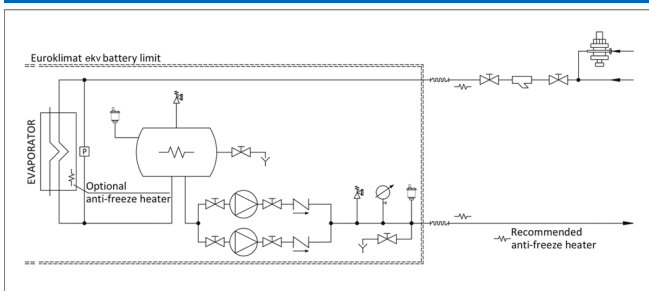 Euroklimat ekv battery limit
EVAPORATOR
P
Optional
anti-freeze heater
Recommended
anti-freeze heater